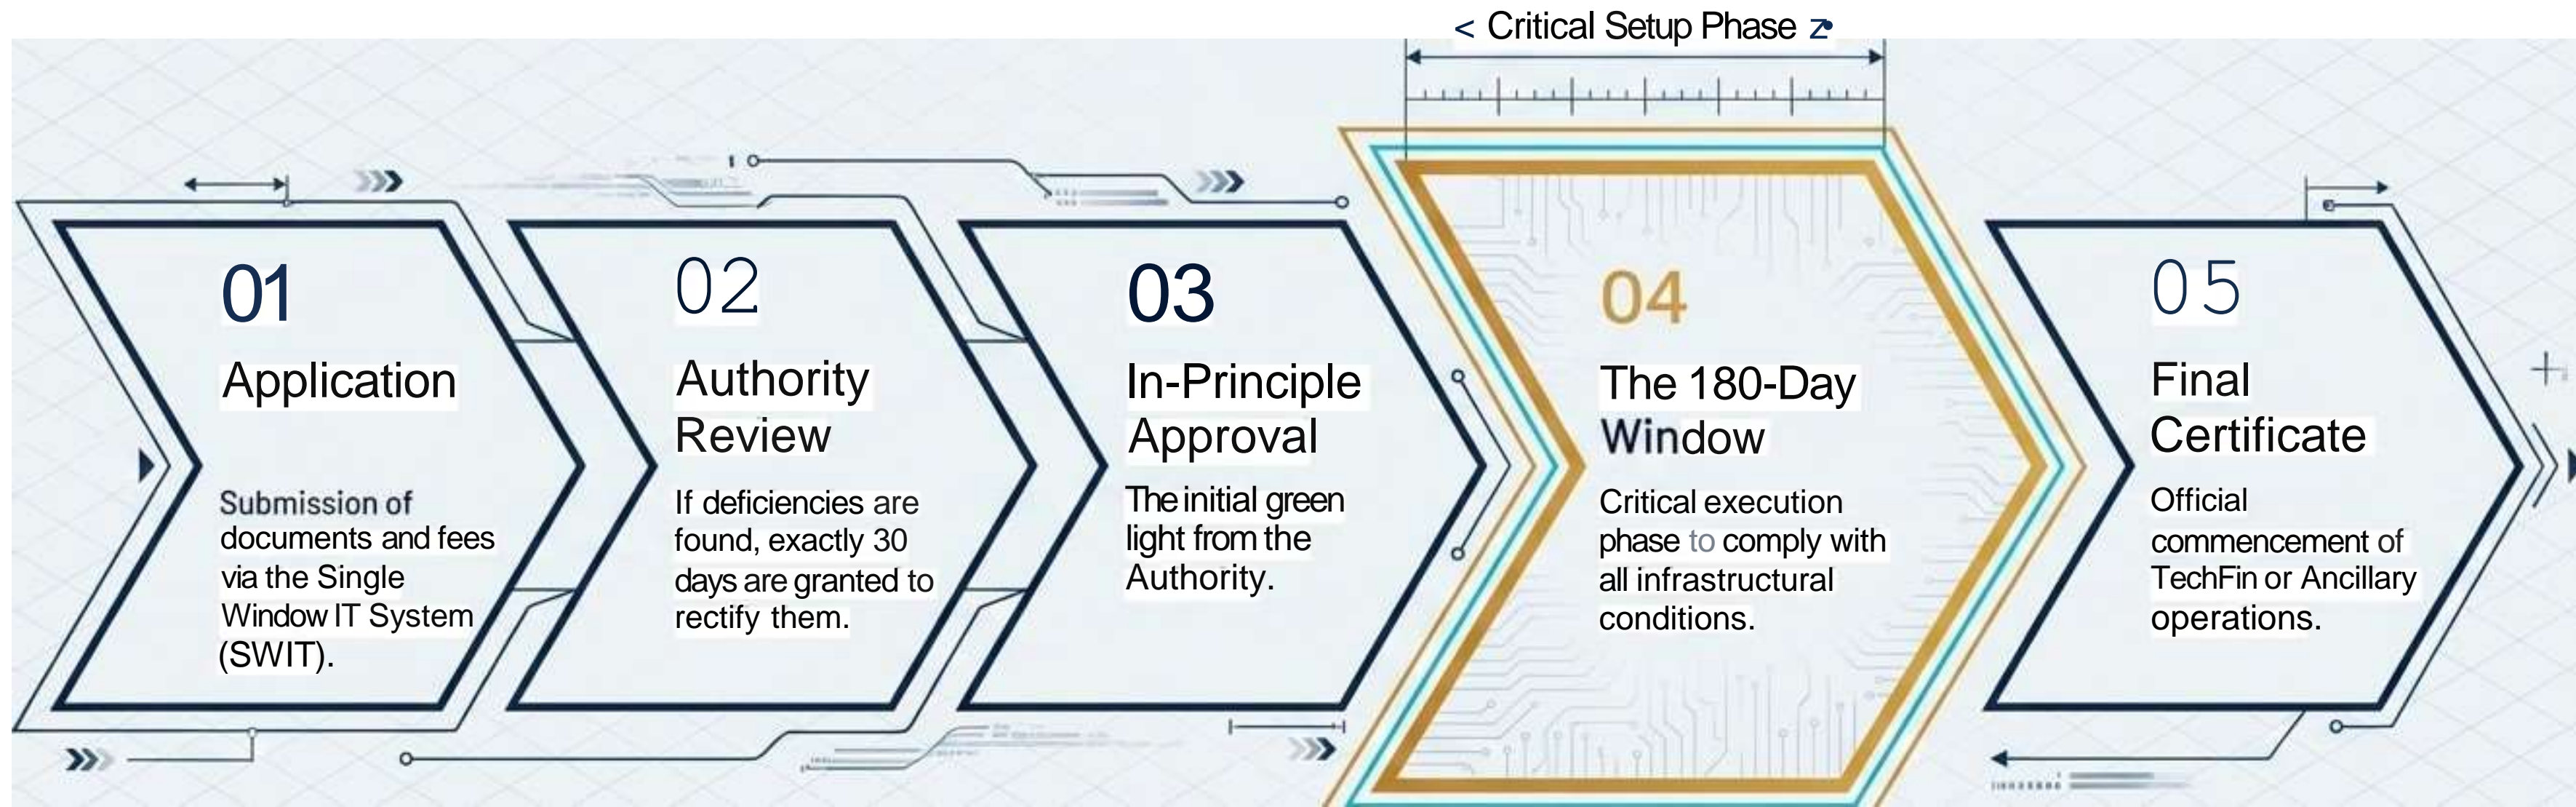 < Critical Setup Phase z•
01
Application
Submission of
documents and fees
via the Single
Window IT System
(SWIT).
02
Authority
Review
If deficiencies are
found, exactly 30
days are granted to
rectify them.
03
In-Principle
Approval
The initial green
light from the
Authority.
04
The 180-Day
Window
Critical execution
phase to comply with
all infrastructural
conditions.
05
Final
Certificate
Official
commencement of
TechFin or Ancillary
operations.